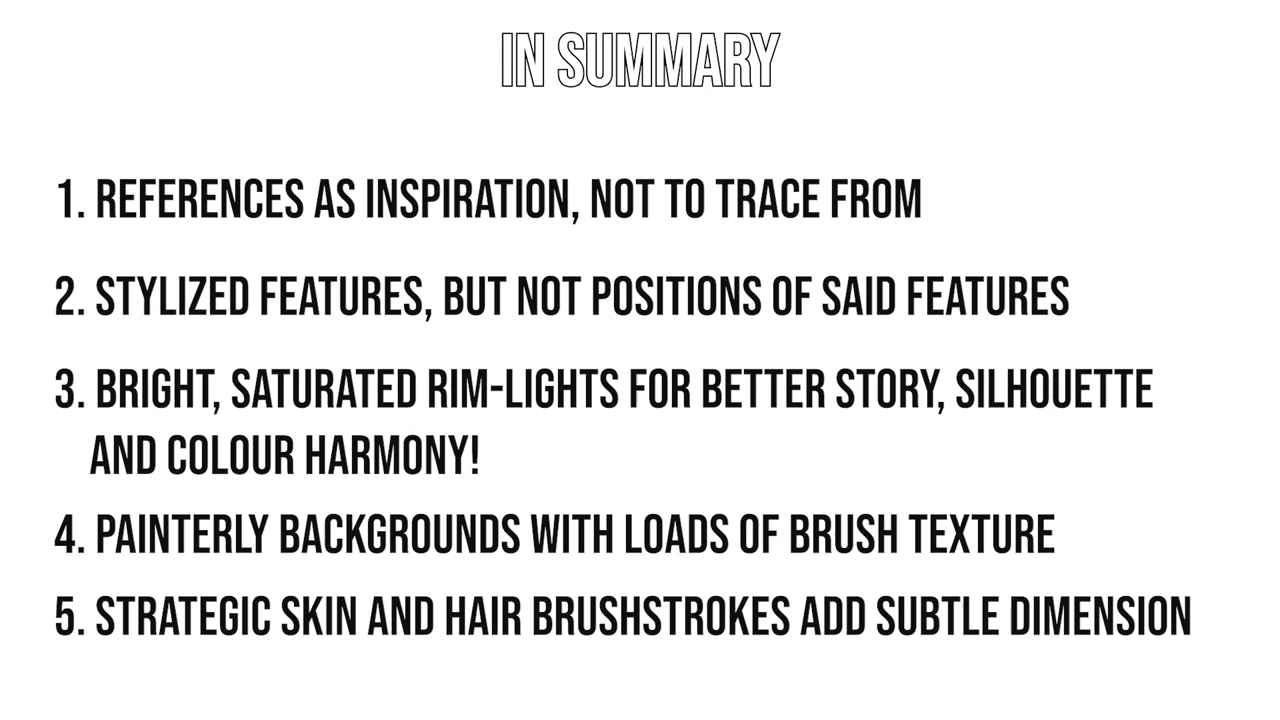 IN SUMMARY
1. REFERENCES AS INSPIRATION, NOT TO TRACE FROM
2. STYLIZED FEATURES, BUT NOT POSITIONS OF SAID FEATURES
3. BRIGHT, SATURATED RIM-LIGHTS FOR BETTER STORY, SILHOUETTE
AND COLOUR HARMONY!
4. PAINTERLY BACKGROUNDS WITH LOADS OF BRUSH TEXTURE
5. STRATEGIC SKIN AND HAIR BRUSHSTROKES ADD SUBTLE DIMENSION